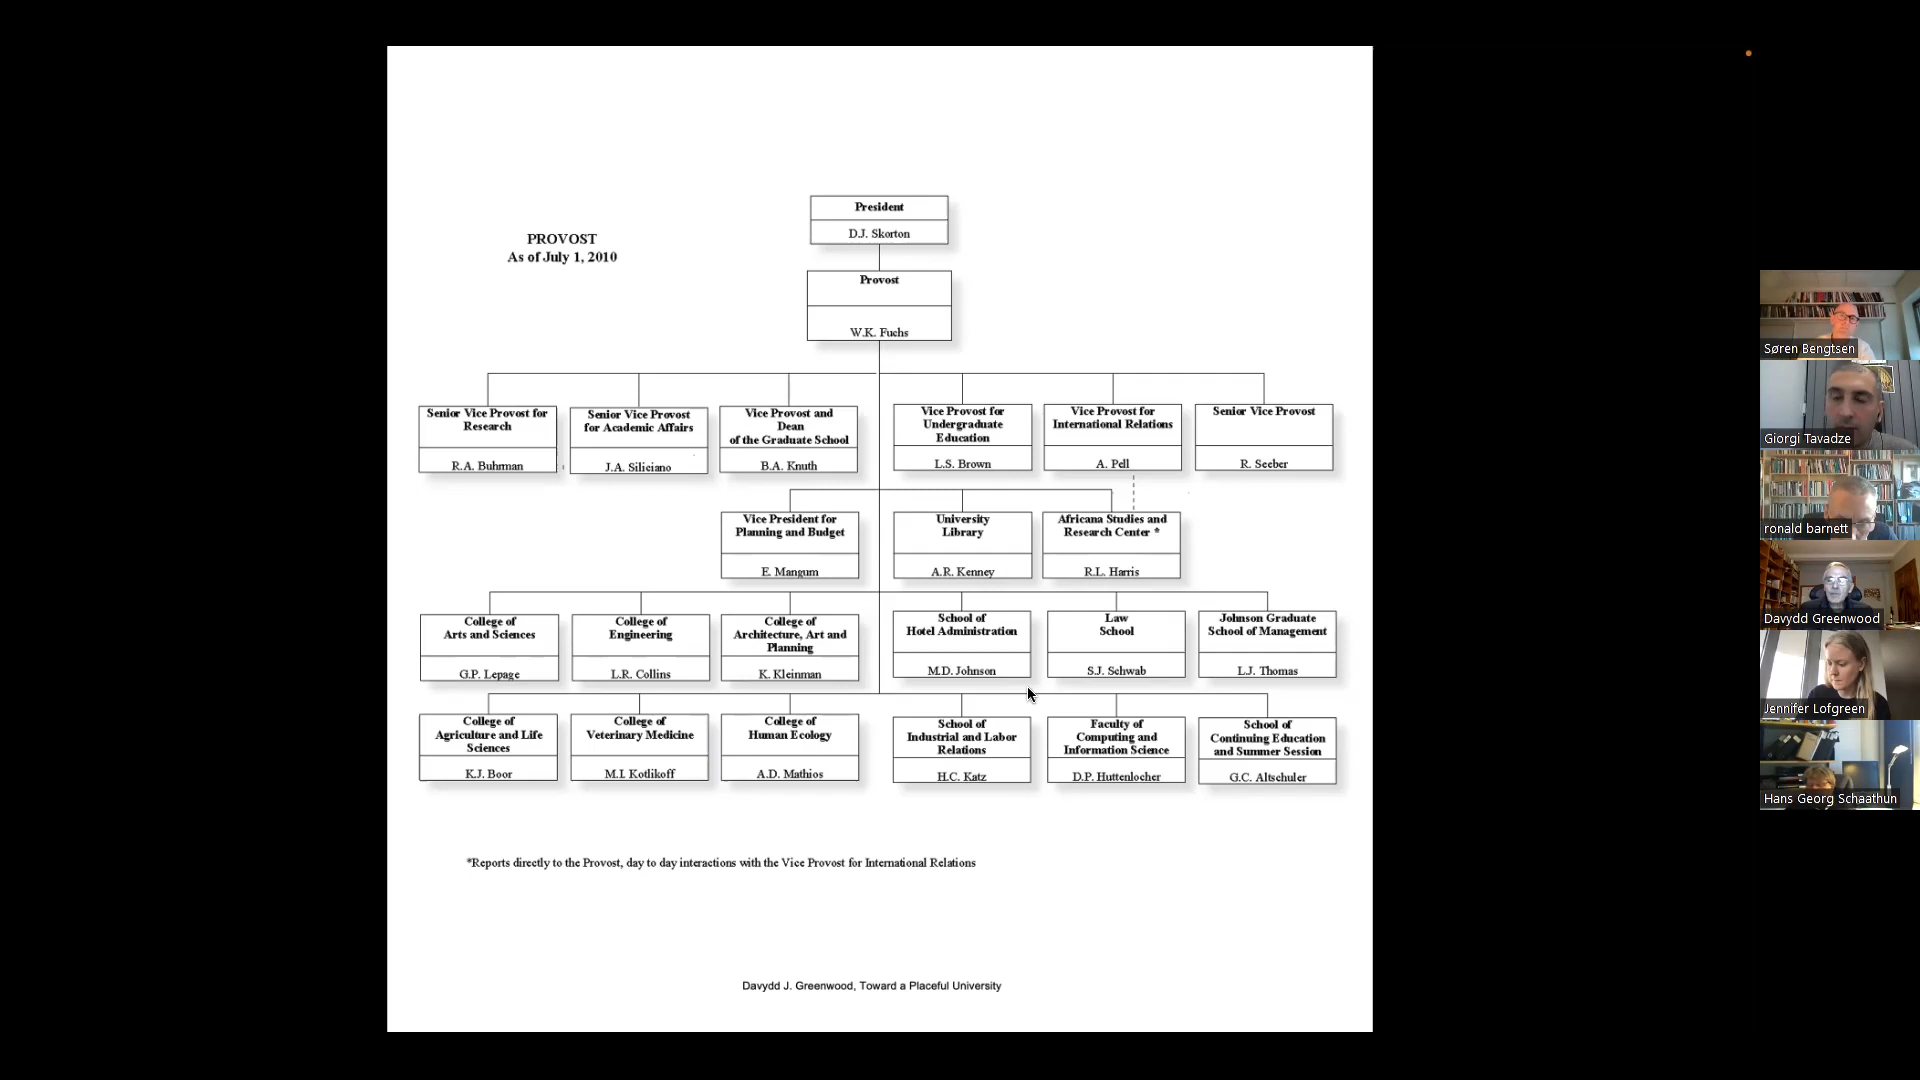 PROVOST
As of July 1, 2010
President
D.J. Skorton
Provost
W.K. Fuchs
Senior Vice Provost for
Research
R.A. Buhrman
Senior Vice Provost
for Academic Affairs
J.A. Siliciano
Vice Provost and
Dean
of the Graduate School
B.A. Knuth
Vice Provost for
Undergraduate
Education
L.S. Brown
Vice Provost for
International Relations
A. Pell
Senior Vice Provost
R. Seeber
Vice President for
Planning and Budget
E. Mangum
University
Library
A.R. Kenney
Africana Studies and
Research Center *
R.L. Harris
College of
Arts and Sciences
G.P. Lepage
College of
Engineering
L.R. Collins
College of
Architecture, Art and
Planning
K. Kleinman
School of
Hotel Administration
M.D. Johnson
Law
School
S.J. Schwab
Johnson Graduate
School of Management
L.J. Thomas
College of
Agriculture and Life
Sciences
K.J. Boor
College of
Veterinary Medicine
M.I. Kotlikoff
College of
Human Ecology
A.D. Mathios
School of
Industrial and Labor
Relations
H.C. Katz
Faculty of
Computing and
Information Science
D.P. Huttenlocher
School of
Continuing Education
and Summer Session
G.C. Altschuler
*Reports directly to the Provost, day to day interactions with the Vice Provost for International Relations
Davydd J. Greenwood, Toward a Placeful University
Søren Bengtsen
Giorgi Tavadze
ronald barnett
Davydd Greenwood
Jennifer Lofgreen
Hans Georg Schaathun